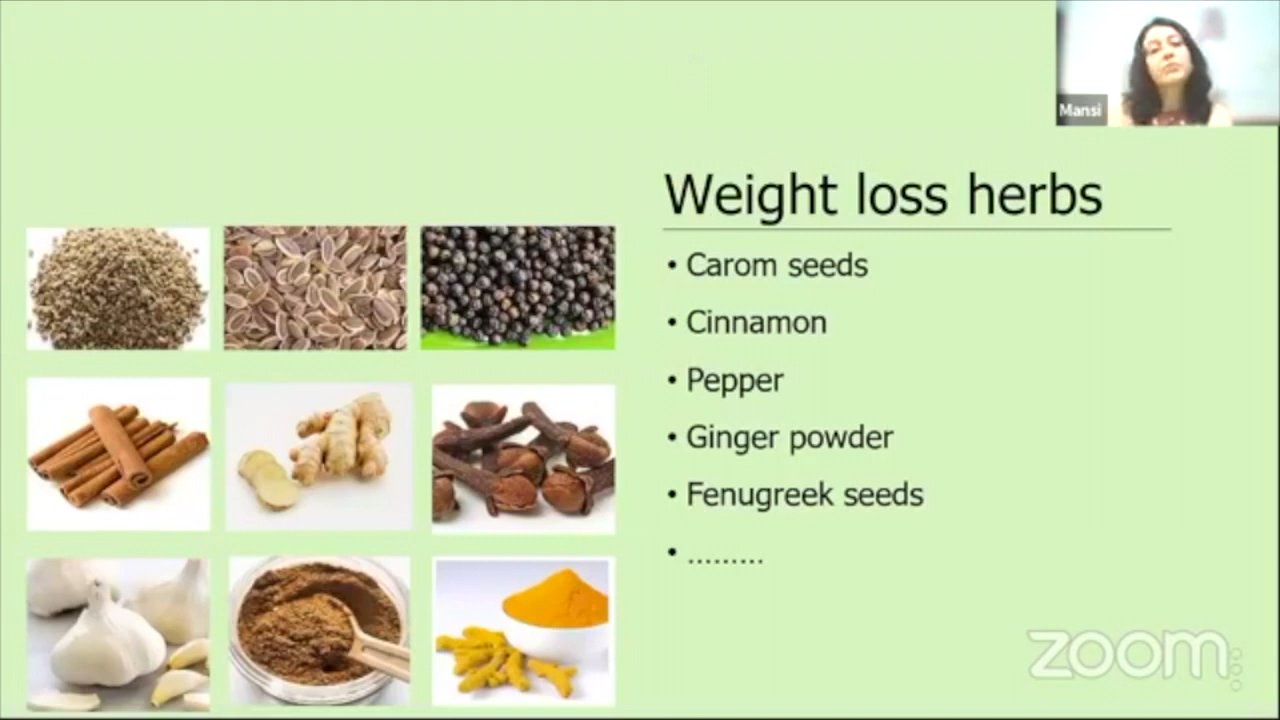 Mansi
Weight loss herbs
• Carom seeds
• Cinnamon
• Pepper
• Ginger powder
• Fenugreek seeds
• .........
zoom